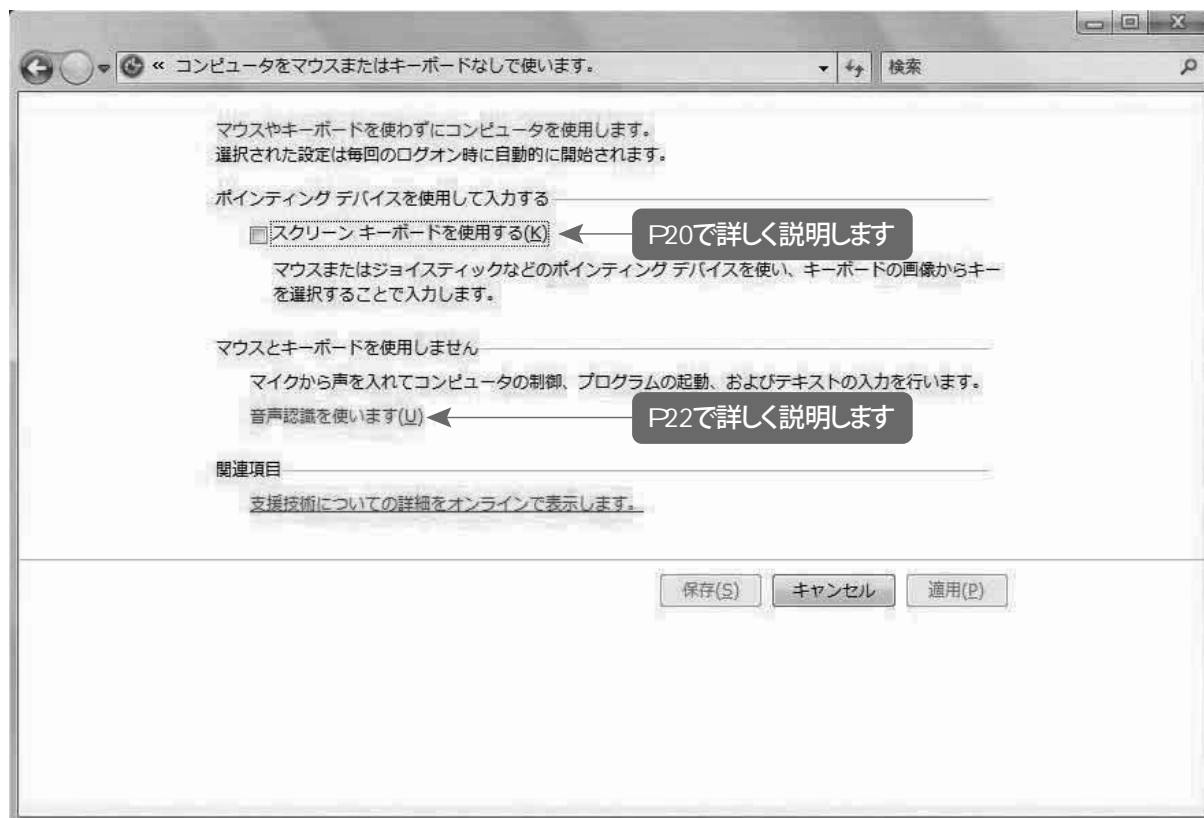 « コンピュータをマウスまたはキーボードなしで使います。 検索
マウスやキーボードを使わずにコンピュータを使用します。
選択された設定は毎回のログオン時に自動的に開始されます。
ポインティング デバイスを使用して入力する
スクリーン キーボードを使用する(K) P20で詳しく説明します
マウスまたはジョイスティックなどのポインティング デバイスを使い、キーボードの画像からキー
を選択することで入力します。
マウスとキーボードを使用しません
マイクから声を入れてコンピュータの制御、プログラムの起動、およびテキストの入力を行います。
音声認識を使います(U) P22で詳しく説明します
関連項目
支援技術についての詳細をオンラインで表示します。
保存(S) キャンセル 適用(P)